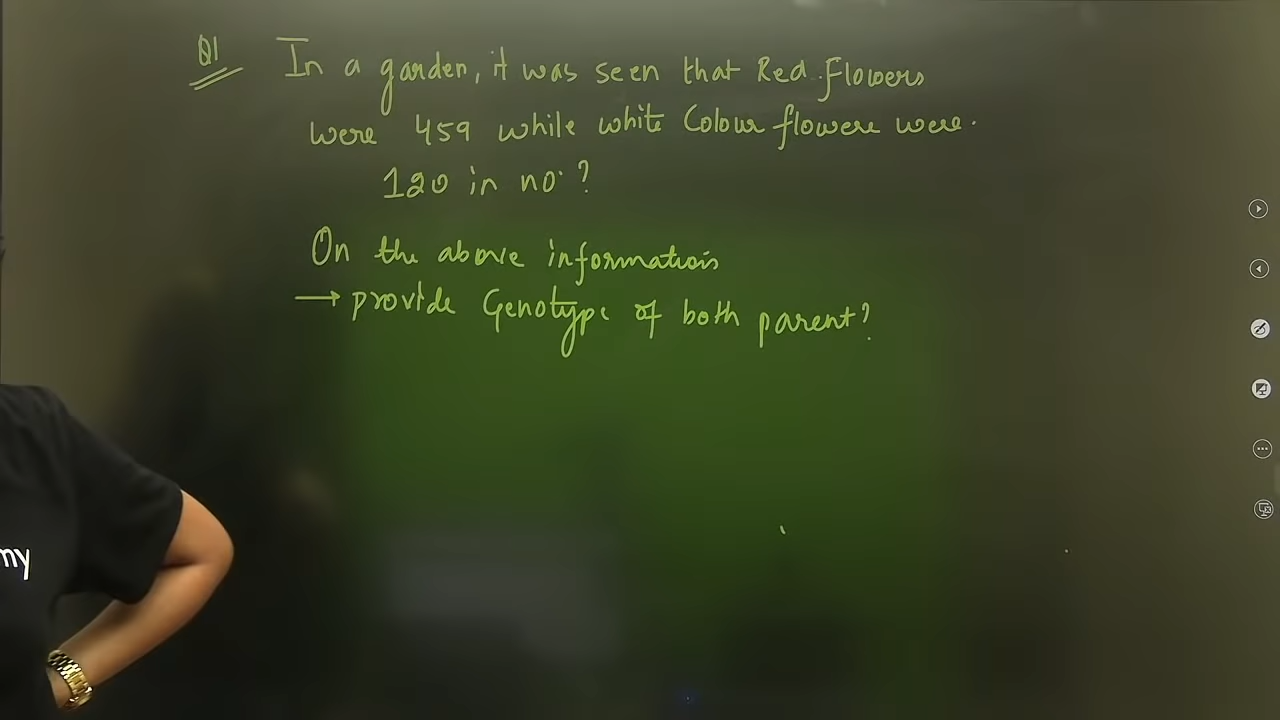 Q1 In a garden, it was seen that Red Flowers
were 459 while white Colour flowere were.
120 in no. ?
On the above information
→ provide Genotype of both parent?
my